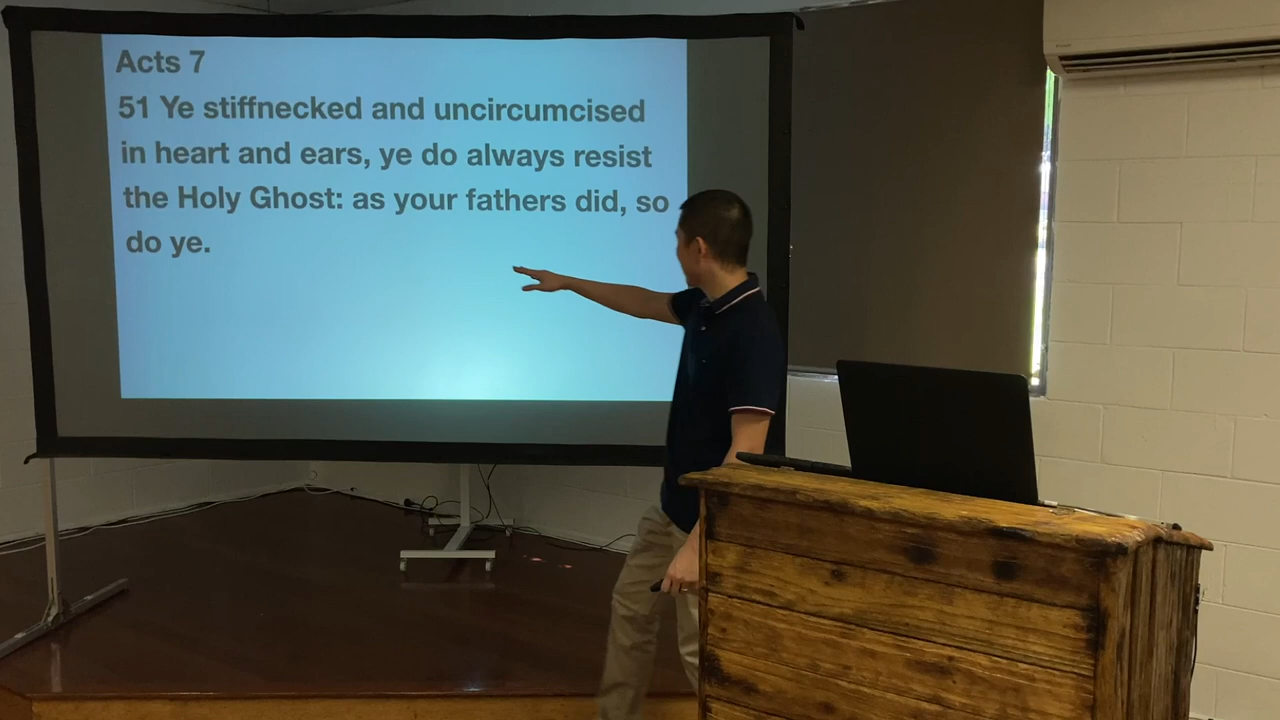 Acts 7
51 Ye stiffnecked and uncircumcised
in heart and ears, ye do always resist
the Holy Ghost: as your fathers did, so
do ye.